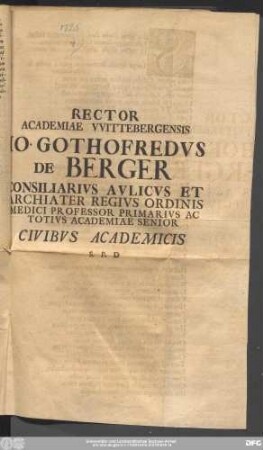 RECTOR
ACADEMIAE VVITTEBERGENSIS
IO· GOTHOFREDVS
DE BERGER
CONSILIARIVS AVLICVS ET
ARCHIATER REGIVS ORDINIS
MEDICI PROFESSOR PRIMARIVS AC
TOTIVS ACADEMIAE SENIOR
CIVIBVS ACADEMICIS
S. P. D